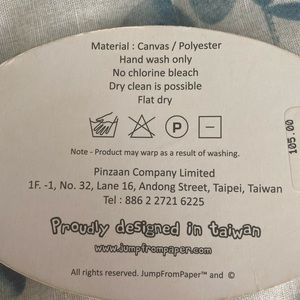 Material : Canvas / Polyester
Hand wash only
No chlorine bleach
Dry clean is possible
Flat dry
P
Note - Product may warp as a result of washing.
Pinzaan Company Limited
1F. -1, No. 32, Lane 16, Andong Street, Taipei, Taiwan
Tel : 886 2 2721 6225
Proudly designed in taiwan
www.jumpfrompaper.com
All rights reserved. JumpFromPaper™ and ©
105.00